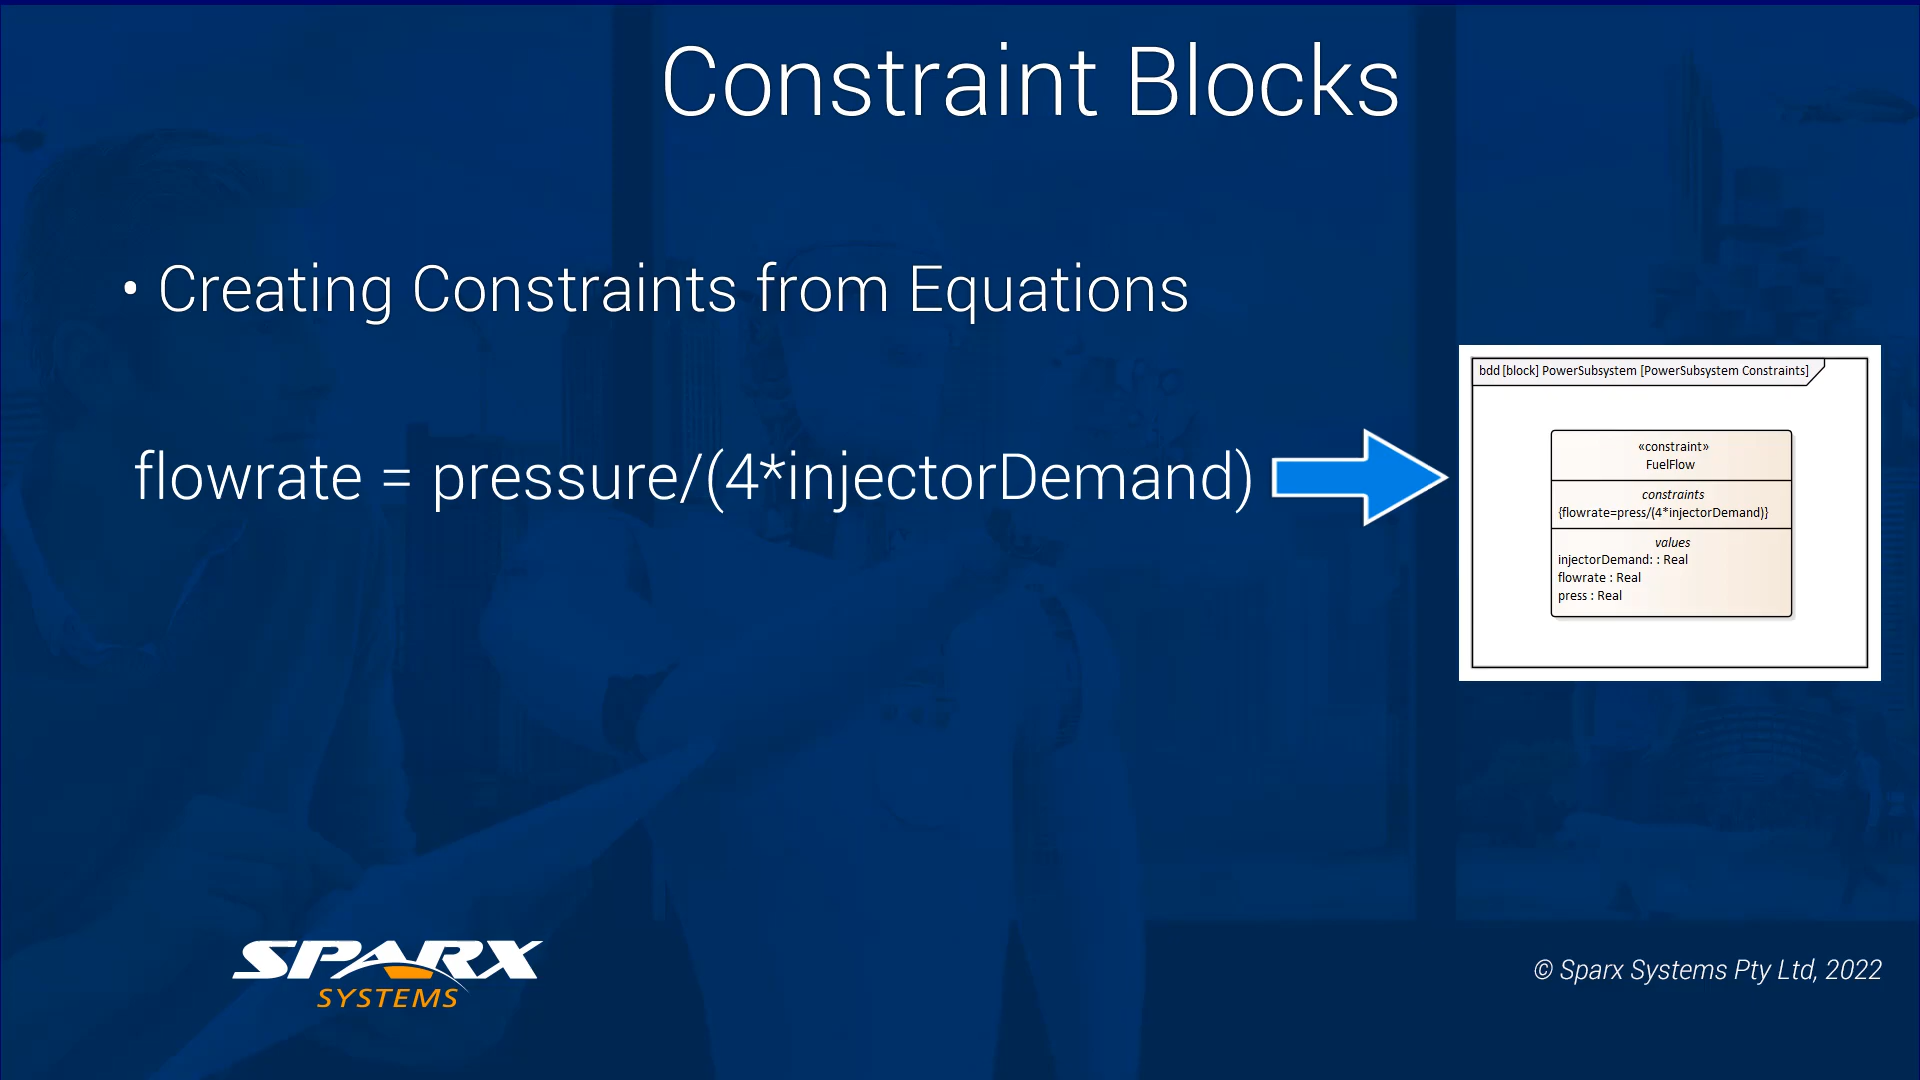 Constraint Blocks
• Creating Constraints from Equations
flowrate = pressure/(4*injectorDemand)
bdd [block] PowerSubsystem [PowerSubsystem Constraints]
«constraint»
FuelFlow
constraints
{flowrate=press/(4*injectorDemand)}
values
injectorDemand: : Real
flowrate : Real
press : Real
SPARX
SYSTEMS
© Sparx Systems Pty Ltd, 2022